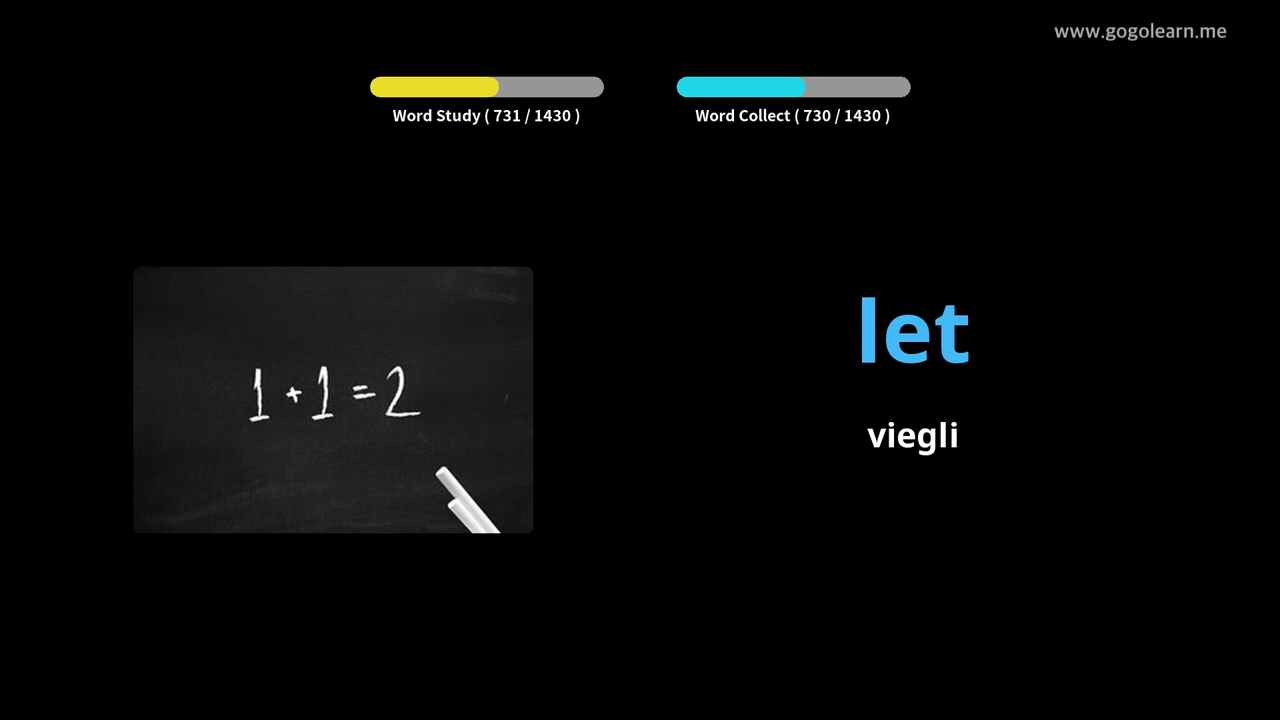 www.gogolearn.me
Word Study ( 731 / 1430 )
Word Collect ( 730 / 1430 )
1 + 1 = 2
let
viegli